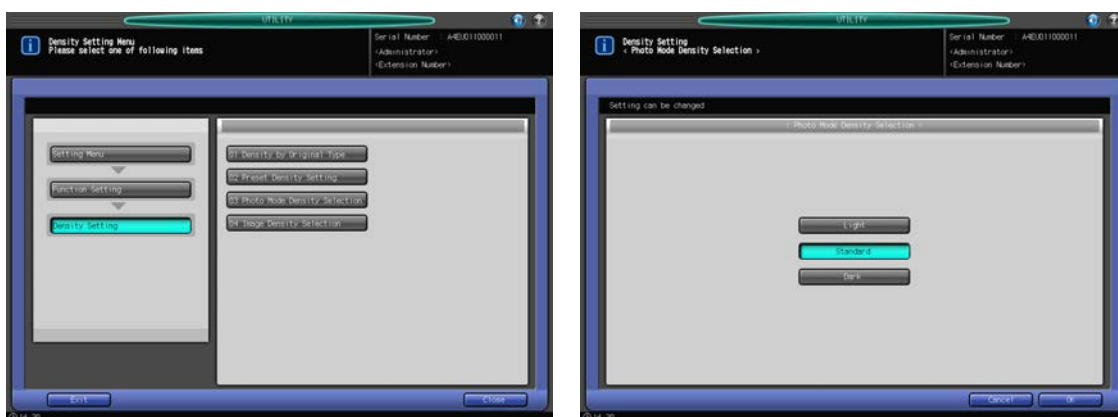 UTILITY
Density Setting Menu
Please select one of following items
Serial Number : A4EU011000011
<Administrator>
<Extension Number>
Setting Menu
Function Setting
Density Setting
01 Density by Original Type
02 Preset Density Setting
03 Photo Mode Density Selection
04 Image Density Selection
Exit
Close
UTILITY
Density Setting
< Photo Mode Density Selection >
Serial Number : A4EU011000011
<Administrator>
<Extension Number>
Setting can be changed
< Photo Mode Density Selection >
Light
Standard
Dark
Cancel
OK